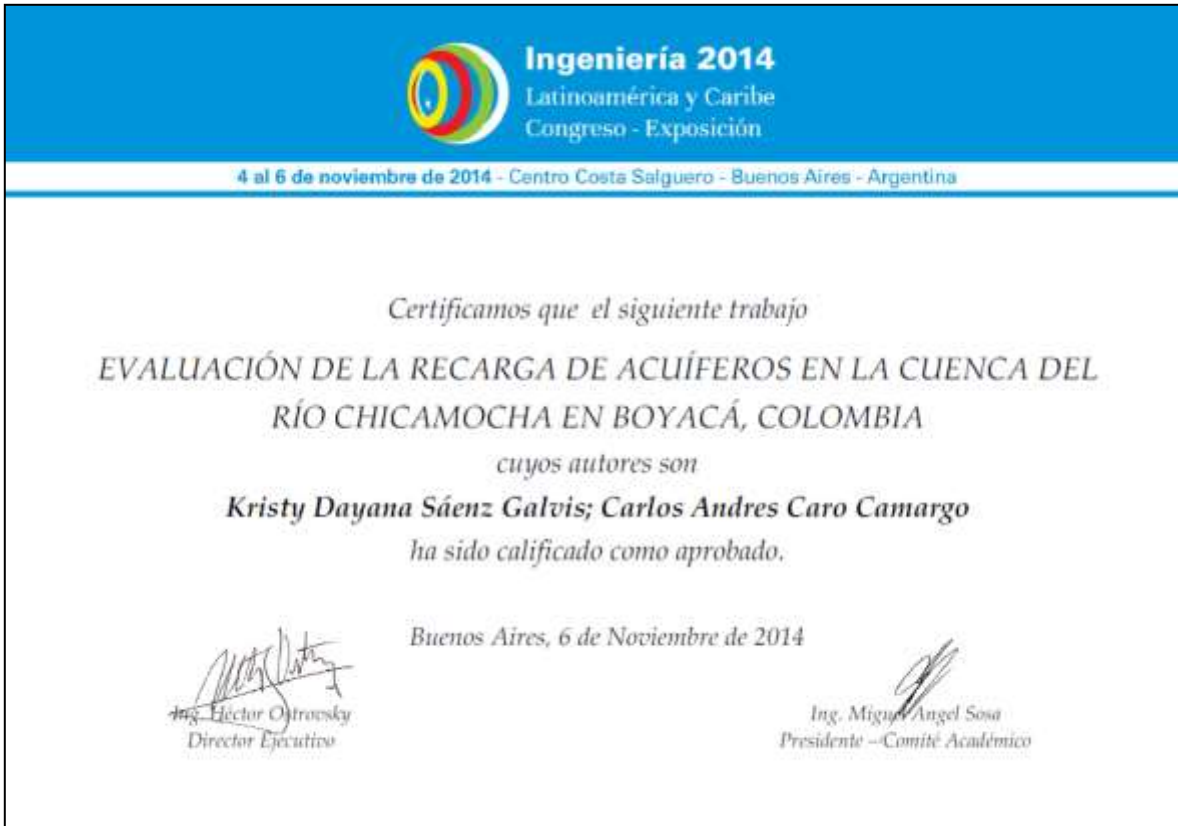 Ingeniería 2014
Latinoamérica y Caribe
Congreso - Exposición
4 al 6 de noviembre de 2014 - Centro Costa Salguero - Buenos Aires - Argentina
Certificamos que el siguiente trabajo
EVALUACIÓN DE LA RECARGA DE ACUÍFEROS EN LA CUENCA DEL
RÍO CHICAMOCHA EN BOYACÁ, COLOMBIA
cuyos autores son
Kristy Dayana Sáenz Galvis; Carlos Andres Caro Camargo
ha sido calificado como aprobado.
Buenos Aires, 6 de Noviembre de 2014
Ing. Héctor Ostrovsky
Director Ejecutivo
Ing. Miguel Angel Sosa
Presidente – Comité Académico